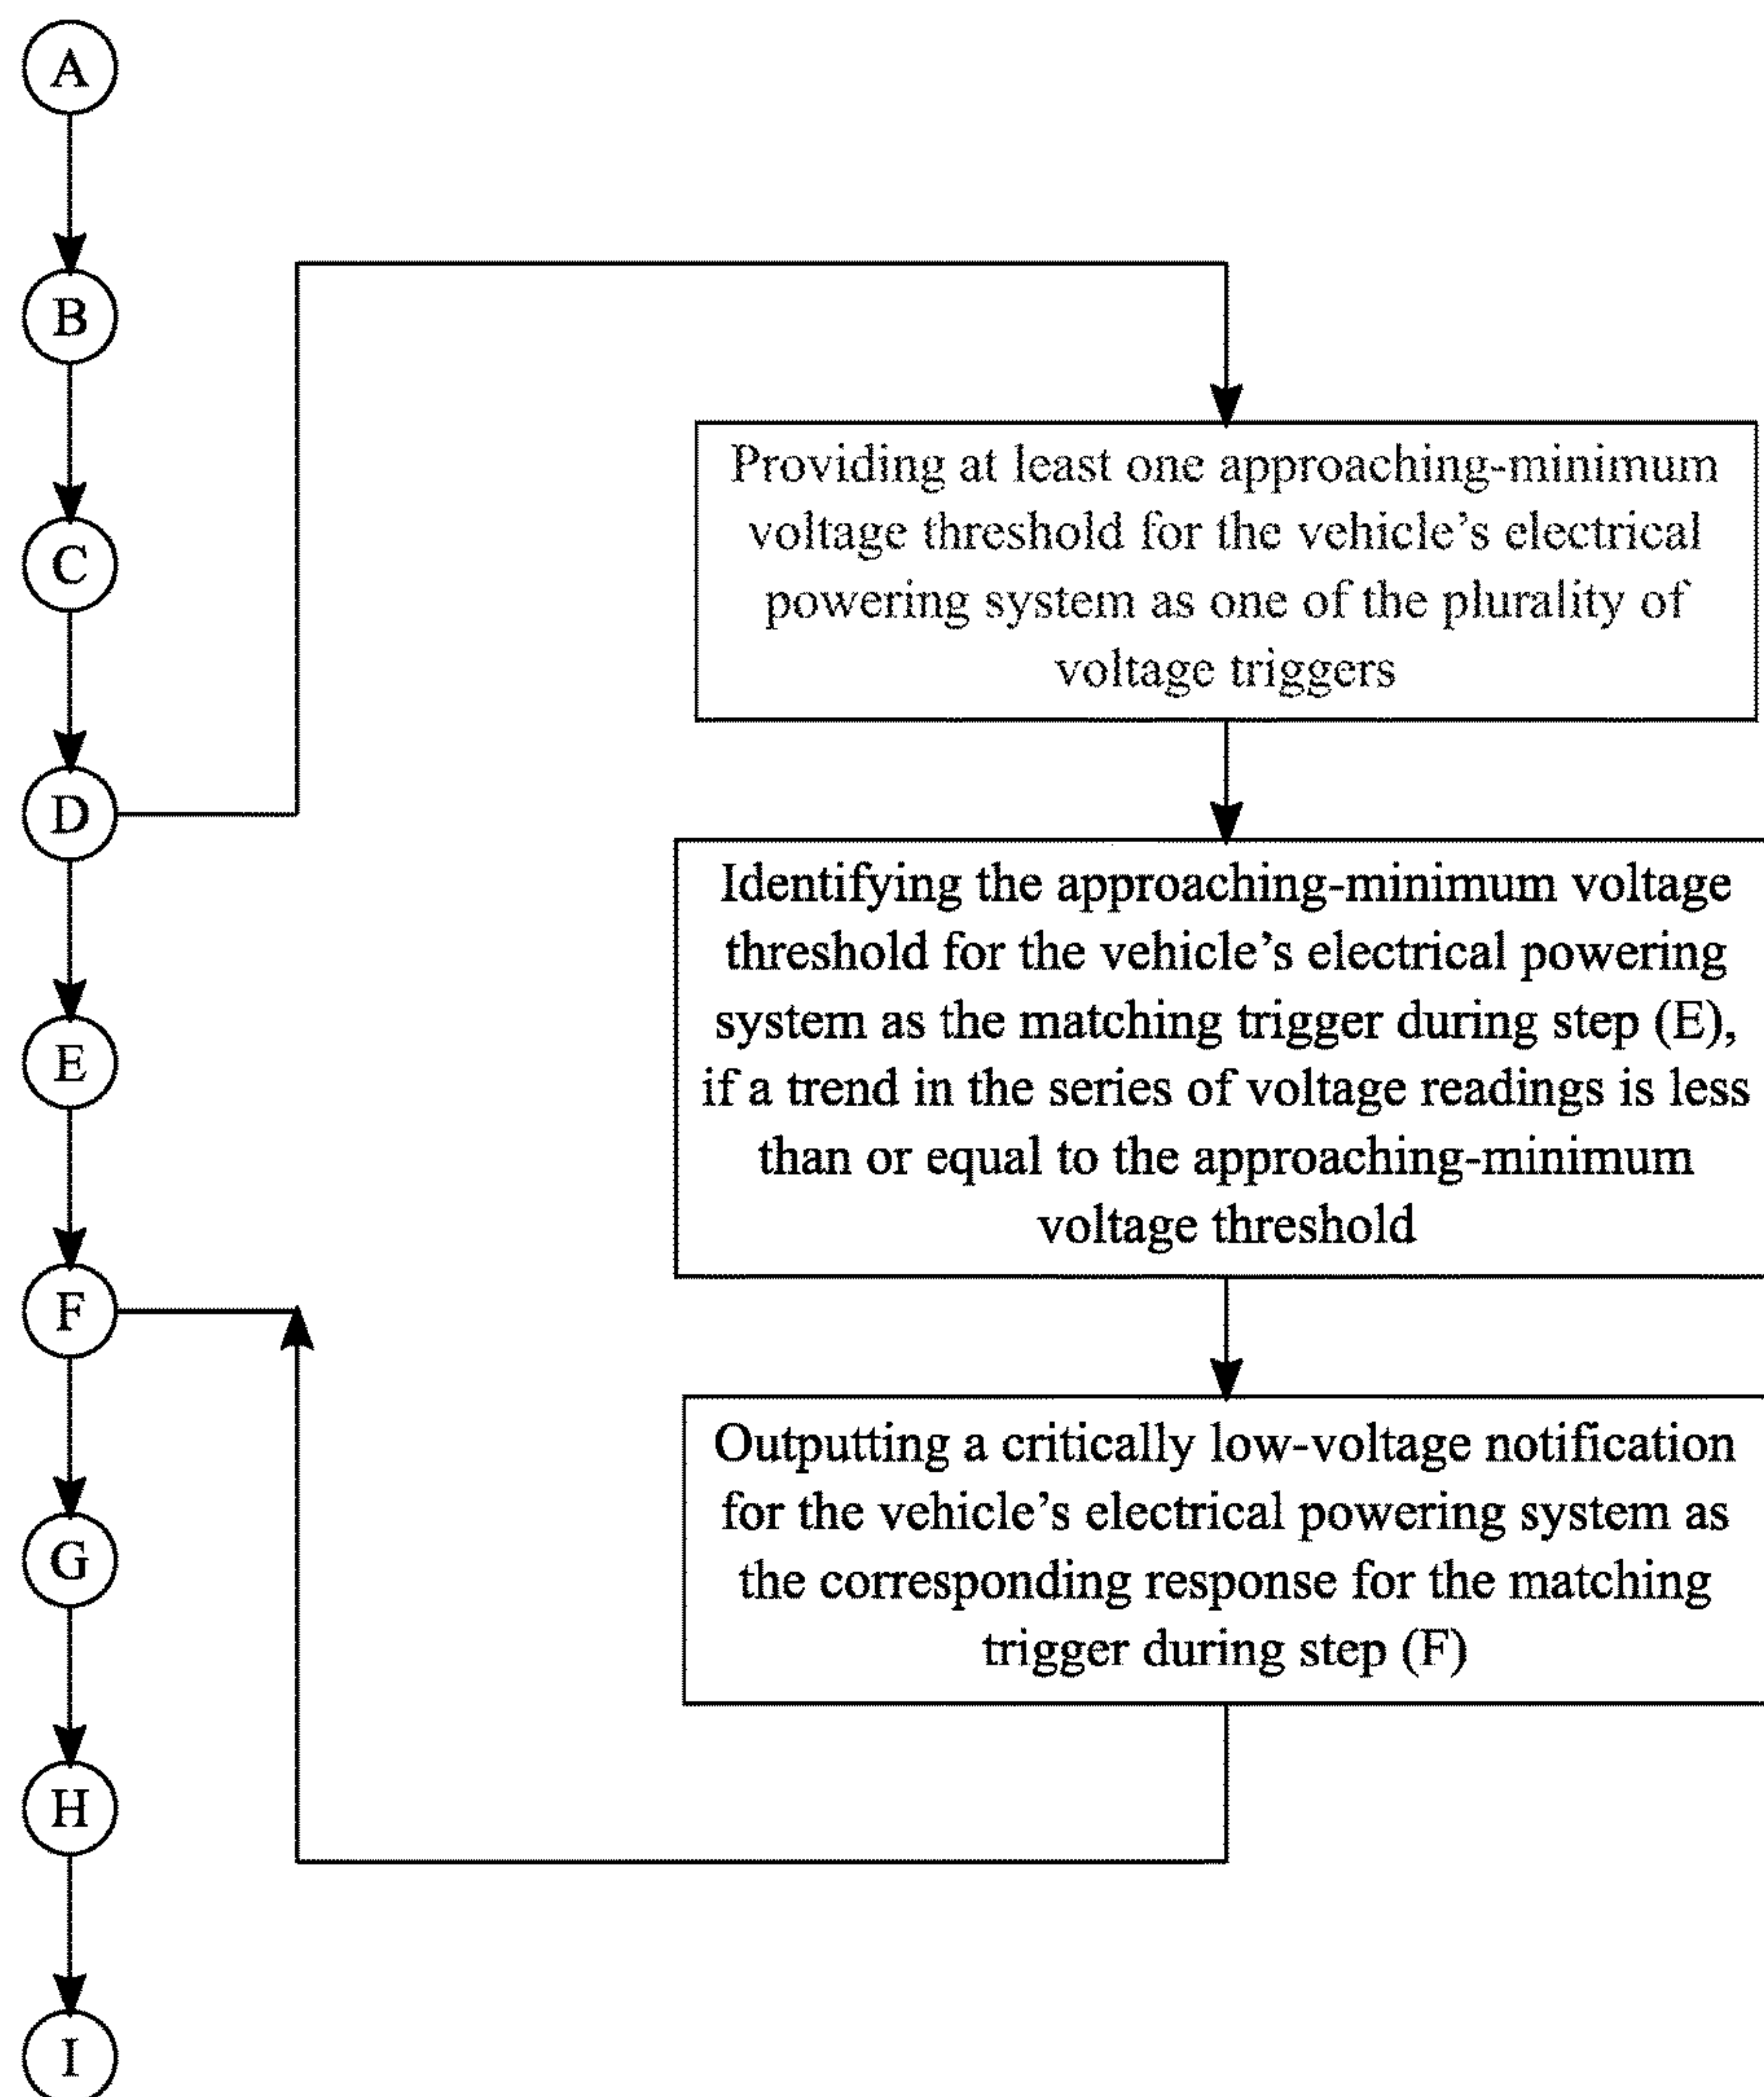 A
B
C
D
E
F
G
H
I
Providing at least one approaching-minimum
voltage threshold for the vehicle's electrical
powering system as one of the plurality of
voltage triggers
Identifying the approaching-minimum voltage
threshold for the vehicle's electrical powering
system as the matching trigger during step (E),
if a trend in the series of voltage readings is less
than or equal to the approaching-minimum
voltage threshold
Outputting a critically low-voltage notification
for the vehicle's electrical powering system as
the corresponding response for the matching
trigger during step (F)